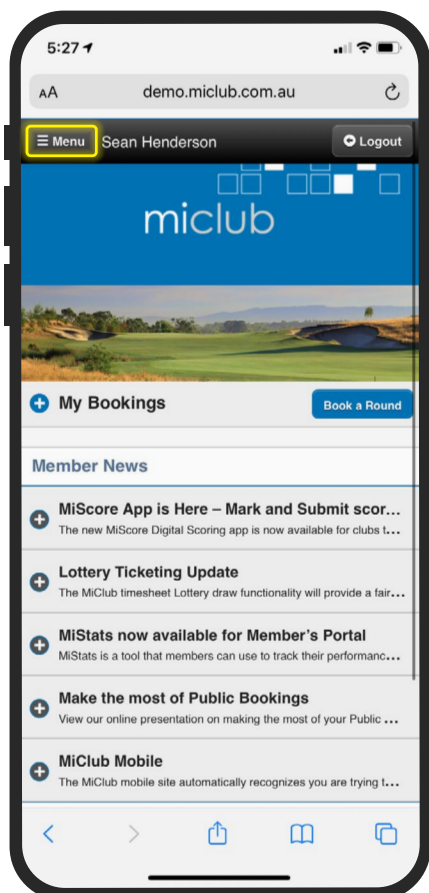 5:27
AA demo.miclub.com.au
☰ Menu Sean Henderson Logout
miclub
My Bookings Book a Round
Member News
MiScore App is Here – Mark and Submit scor...
The new MiScore Digital Scoring app is now available for clubs t...
Lottery Ticketing Update
The MiClub timesheet Lottery draw functionality will provide a fair...
MiStats now available for Member's Portal
MiStats is a tool that members can use to track their performanc...
Make the most of Public Bookings
View our online presentation on making the most of your Public ...
MiClub Mobile
The MiClub mobile site automatically recognizes you are trying t...